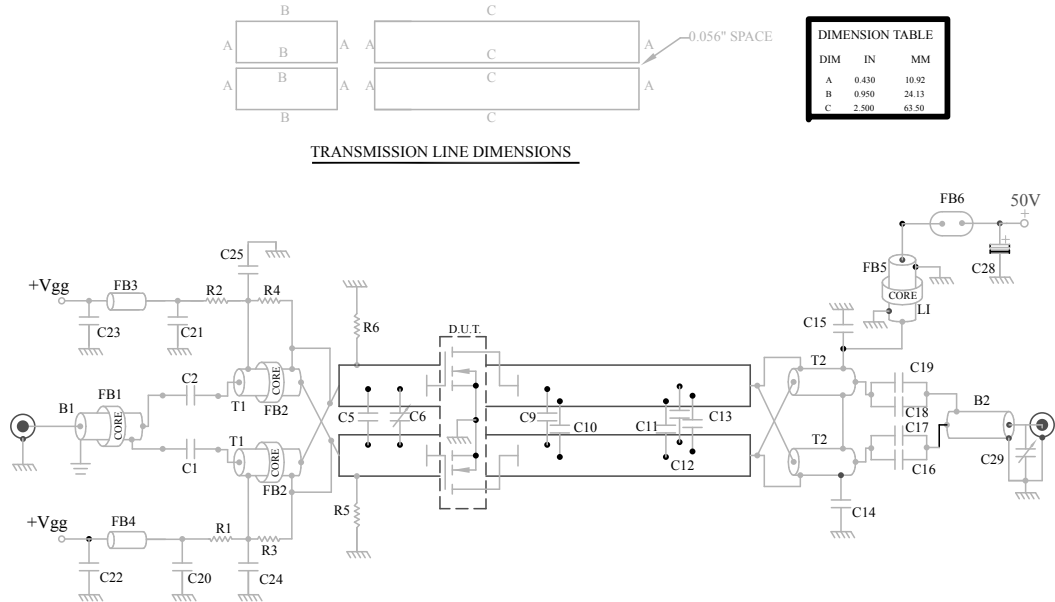 B
C
A
A
A
B
C
0.056" SPACE
B
C
A
A
A
B
C
DIMENSION TABLE
DIM IN MM
A 0.430 10.92
B 0.950 24.13
C 2.500 63.50
TRANSMISSION LINE DIMENSIONS
FB6
50V
+
+
C28
FB5
CORE
LI
C25
+Vgg
FB3
R2
R4
C23
C21
R6
D.U.T.
C15
T2
C19
C18
C2
T1
CORE
FB2
B1
FB1
CORE
C5
C6
C9
C10
C11
C13
C12
B2
C17
C16
C29
T1
C1
CORE
FB2
T2
+Vgg
FB4
R1
R3
R5
C14
C22
C20
C24